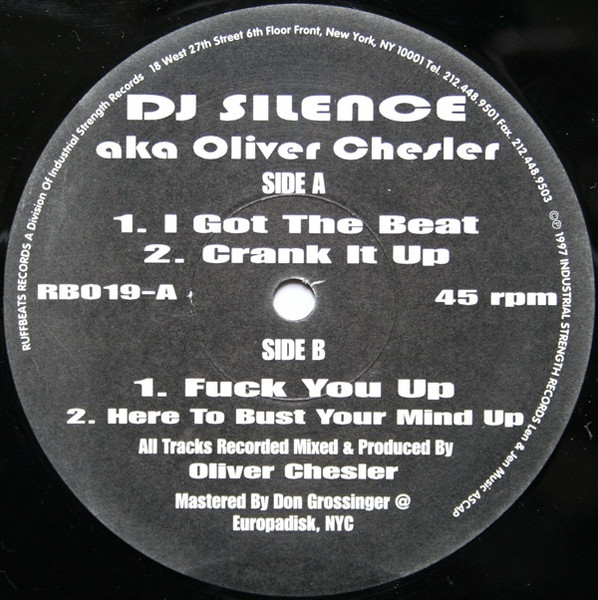 RUFFBEATS RECORDS A Division Of Industrial Strength Records 18 West 27th Street 6th Floor Front, New York, NY 10001 Tel. 212.448.9501 Fax. 212.448.9503
©℗ 1997 INDUSTRIAL STRENGTH RECORDS Len & Jen Music ASCAP
DJ SILENCE
aka Oliver Chesler
SIDE A
1. I Got The Beat
2. Crank It Up
RB019-A
45 rpm
SIDE B
1. Fuck You Up
2. Here To Bust Your Mind Up
All Tracks Recorded Mixed & Produced By
Oliver Chesler
Mastered By Don Grossinger @
Europadisk, NYC